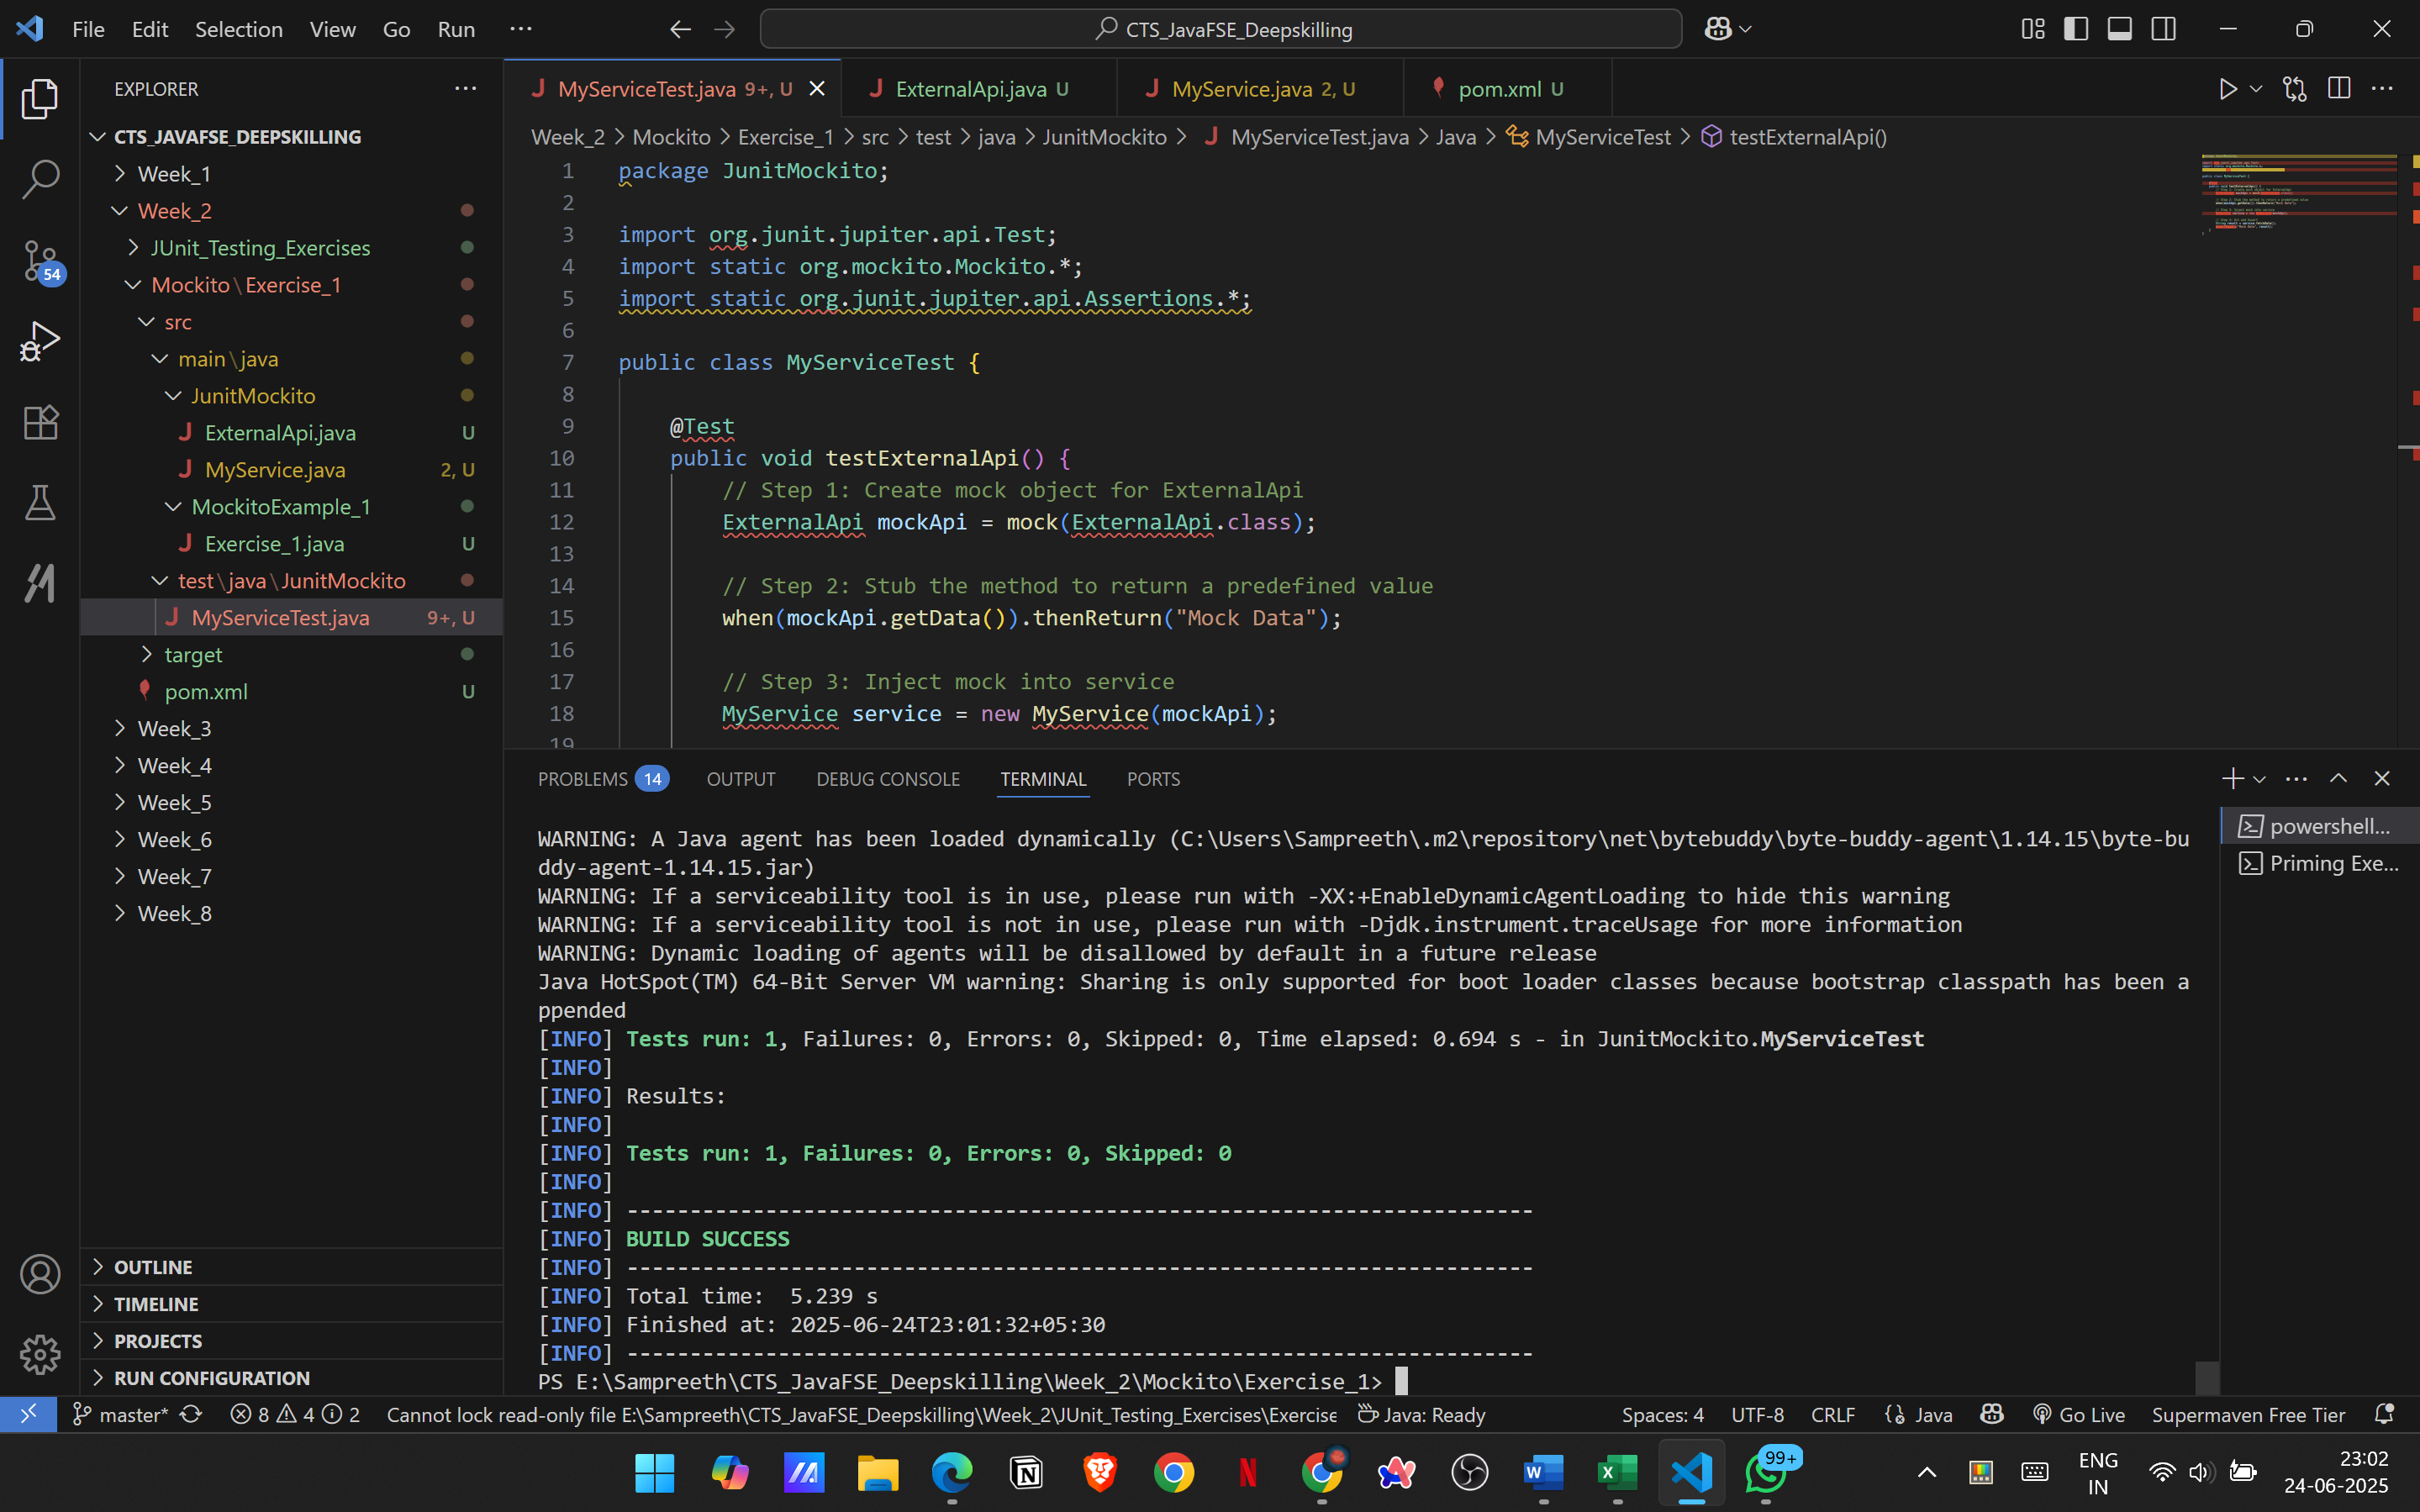 File Edit Selection View Go Run ···
CTS_JavaFSE_Deepskilling
EXPLORER
CTS_JAVAFSE_DEEPSKILLING
Week_1
Week_2
JUnit_Testing_Exercises
Mockito\Exercise_1
src
main\java
JunitMockito
ExternalApi.java U
MyService.java 2, U
MockitoExample_1
Exercise_1.java U
test\java\JunitMockito
MyServiceTest.java 9+, U
target
pom.xml U
Week_3
Week_4
Week_5
Week_6
Week_7
Week_8
OUTLINE
TIMELINE
PROJECTS
RUN CONFIGURATION
54
MyServiceTest.java 9+, U ExternalApi.java U MyService.java 2, U pom.xml U
Week_2 > Mockito > Exercise_1 > src > test > java > JunitMockito > MyServiceTest.java > Java > MyServiceTest > testExternalApi()
1 package JunitMockito;
2
3 import org.junit.jupiter.api.Test;
4 import static org.mockito.Mockito.*;
5 import static org.junit.jupiter.api.Assertions.*;
6
7 public class MyServiceTest {
8
9 @Test
10 public void testExternalApi() {
11 // Step 1: Create mock object for ExternalApi
12 ExternalApi mockApi = mock(ExternalApi.class);
13
14 // Step 2: Stub the method to return a predefined value
15 when(mockApi.getData()).thenReturn("Mock Data");
16
17 // Step 3: Inject mock into service
18 MyService service = new MyService(mockApi);
19
PROBLEMS 14 OUTPUT DEBUG CONSOLE TERMINAL PORTS
powershell...
Priming Exe...
WARNING: A Java agent has been loaded dynamically (C:\Users\Sampreeth\.m2\repository\net\bytebuddy\byte-buddy-agent\1.14.15\byte-bu
ddy-agent-1.14.15.jar)
WARNING: If a serviceability tool is in use, please run with -XX:+EnableDynamicAgentLoading to hide this warning
WARNING: If a serviceability tool is not in use, please run with -Djdk.instrument.traceUsage for more information
WARNING: Dynamic loading of agents will be disallowed by default in a future release
Java HotSpot(TM) 64-Bit Server VM warning: Sharing is only supported for boot loader classes because bootstrap classpath has been a
ppended
[INFO] Tests run: 1, Failures: 0, Errors: 0, Skipped: 0, Time elapsed: 0.694 s - in JunitMockito.MyServiceTest
[INFO]
[INFO] Results:
[INFO]
[INFO] Tests run: 1, Failures: 0, Errors: 0, Skipped: 0
[INFO]
[INFO] ------------------------------------------------------------------------
[INFO] BUILD SUCCESS
[INFO] ------------------------------------------------------------------------
[INFO] Total time:  5.239 s
[INFO] Finished at: 2025-06-24T23:01:32+05:30
[INFO] ------------------------------------------------------------------------
PS E:\Sampreeth\CTS_JavaFSE_Deepskilling\Week_2\Mockito\Exercise_1>
master* 8 4 2 Cannot lock read-only file E:\Sampreeth\CTS_JavaFSE_Deepskilling\Week_2\JUnit_Testing_Exercises\Exercise Java: Ready Spaces: 4 UTF-8 CRLF Java Go Live Supermaven Free Tier
99+
ENG
IN
23:02
24-06-2025